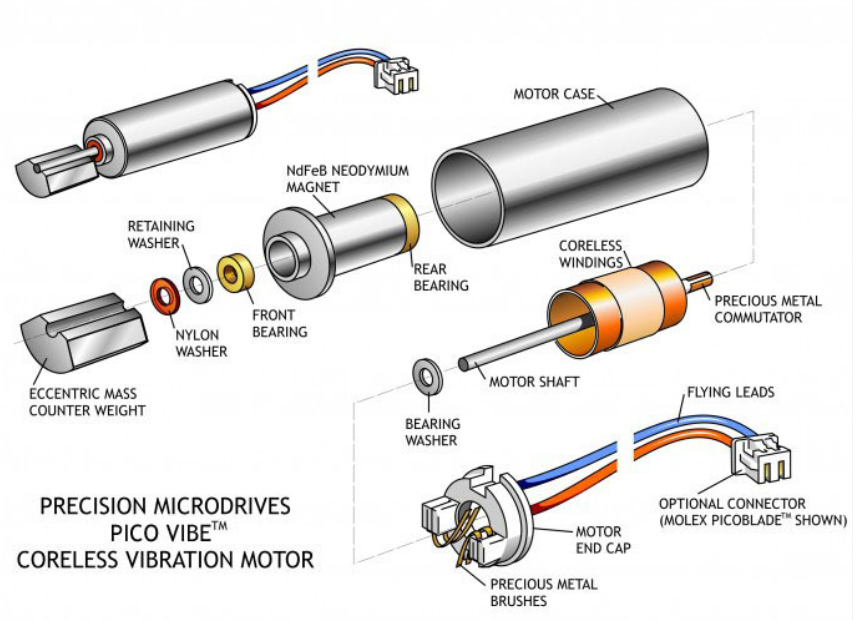 MOTOR CASE
NdFeB NEODYMIUM
MAGNET
RETAINING
WASHER
CORELESS
WINDINGS
REAR
BEARING
PRECIOUS METAL
COMMUTATOR
FRONT
BEARING
NYLON
WASHER
ECCENTRIC MASS
COUNTER WEIGHT
MOTOR SHAFT
FLYING LEADS
BEARING
WASHER
OPTIONAL CONNECTOR
(MOLEX PICOBLADE™ SHOWN)
MOTOR
END CAP
PRECIOUS METAL
BRUSHES
PRECISION MICRODRIVES
PICO VIBE™
CORELESS VIBRATION MOTOR